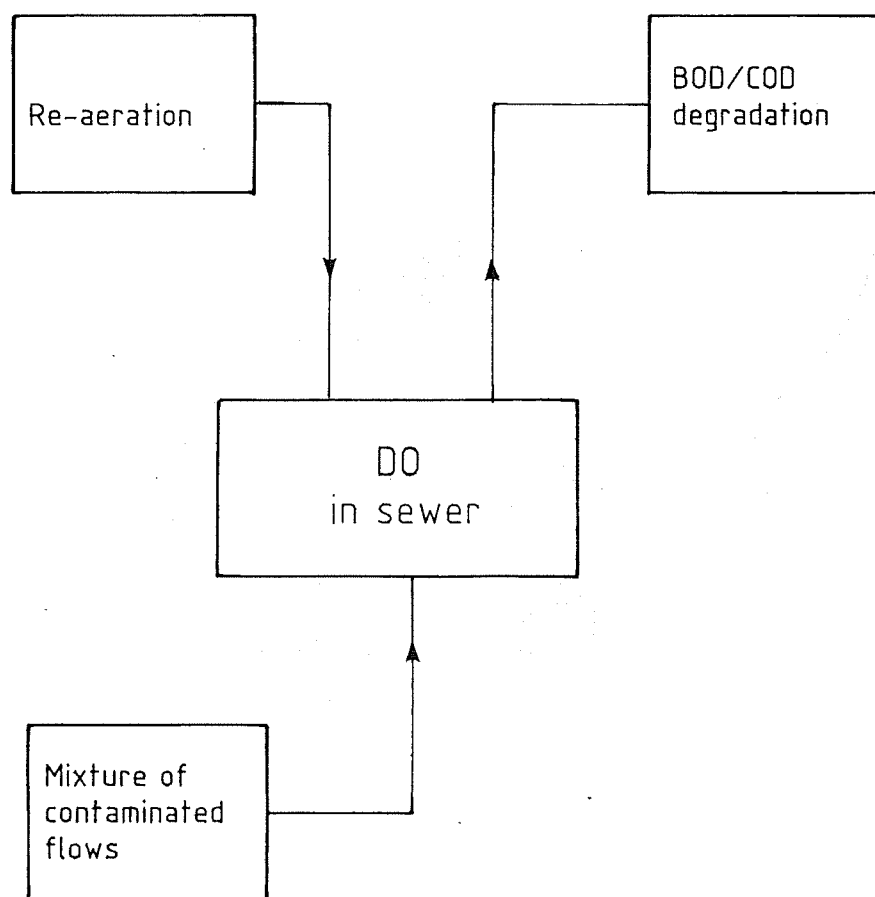 Re-aeration
BOD/COD
degradation
DO
in sewer
Mixture of
contaminated
flows